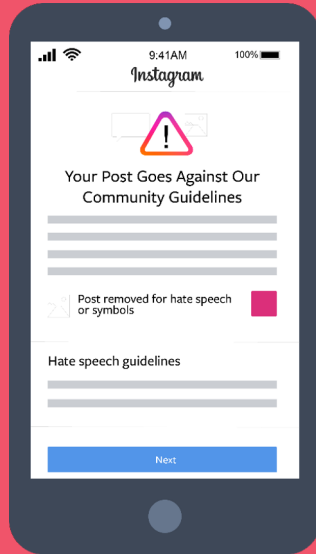 9:41AM 100%
Instagram
!
Your Post Goes Against Our
Community Guidelines
Post removed for hate speech
or symbols
Hate speech guidelines
Next